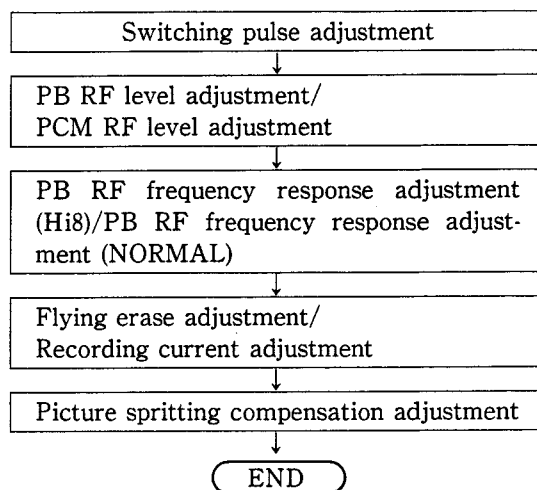 Switching pulse adjustment
PB RF level adjustment/
PCM RF level adjustment
PB RF frequency response adjustment
(Hi8)/PB RF frequency response adjust-
ment (NORMAL)
Flying erase adjustment/
Recording current adjustment
Picture spritting compensation adjustment
END